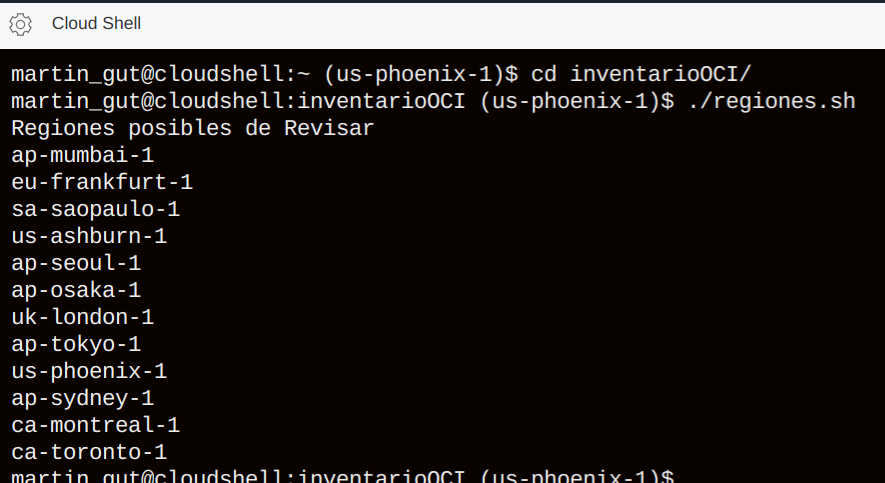 Cloud Shell
martin_gut@cloudshell:~ (us-phoenix-1)$ cd inventarioOCI/
martin_gut@cloudshell:inventarioOCI (us-phoenix-1)$ ./regiones.sh
Regiones posibles de Revisar
ap-mumbai-1
eu-frankfurt-1
sa-saopaulo-1
us-ashburn-1
ap-seoul-1
ap-osaka-1
uk-london-1
ap-tokyo-1
us-phoenix-1
ap-sydney-1
ca-montreal-1
ca-toronto-1
martin_gut@cloudshell:inventarioOCI (us-phoenix-1)$